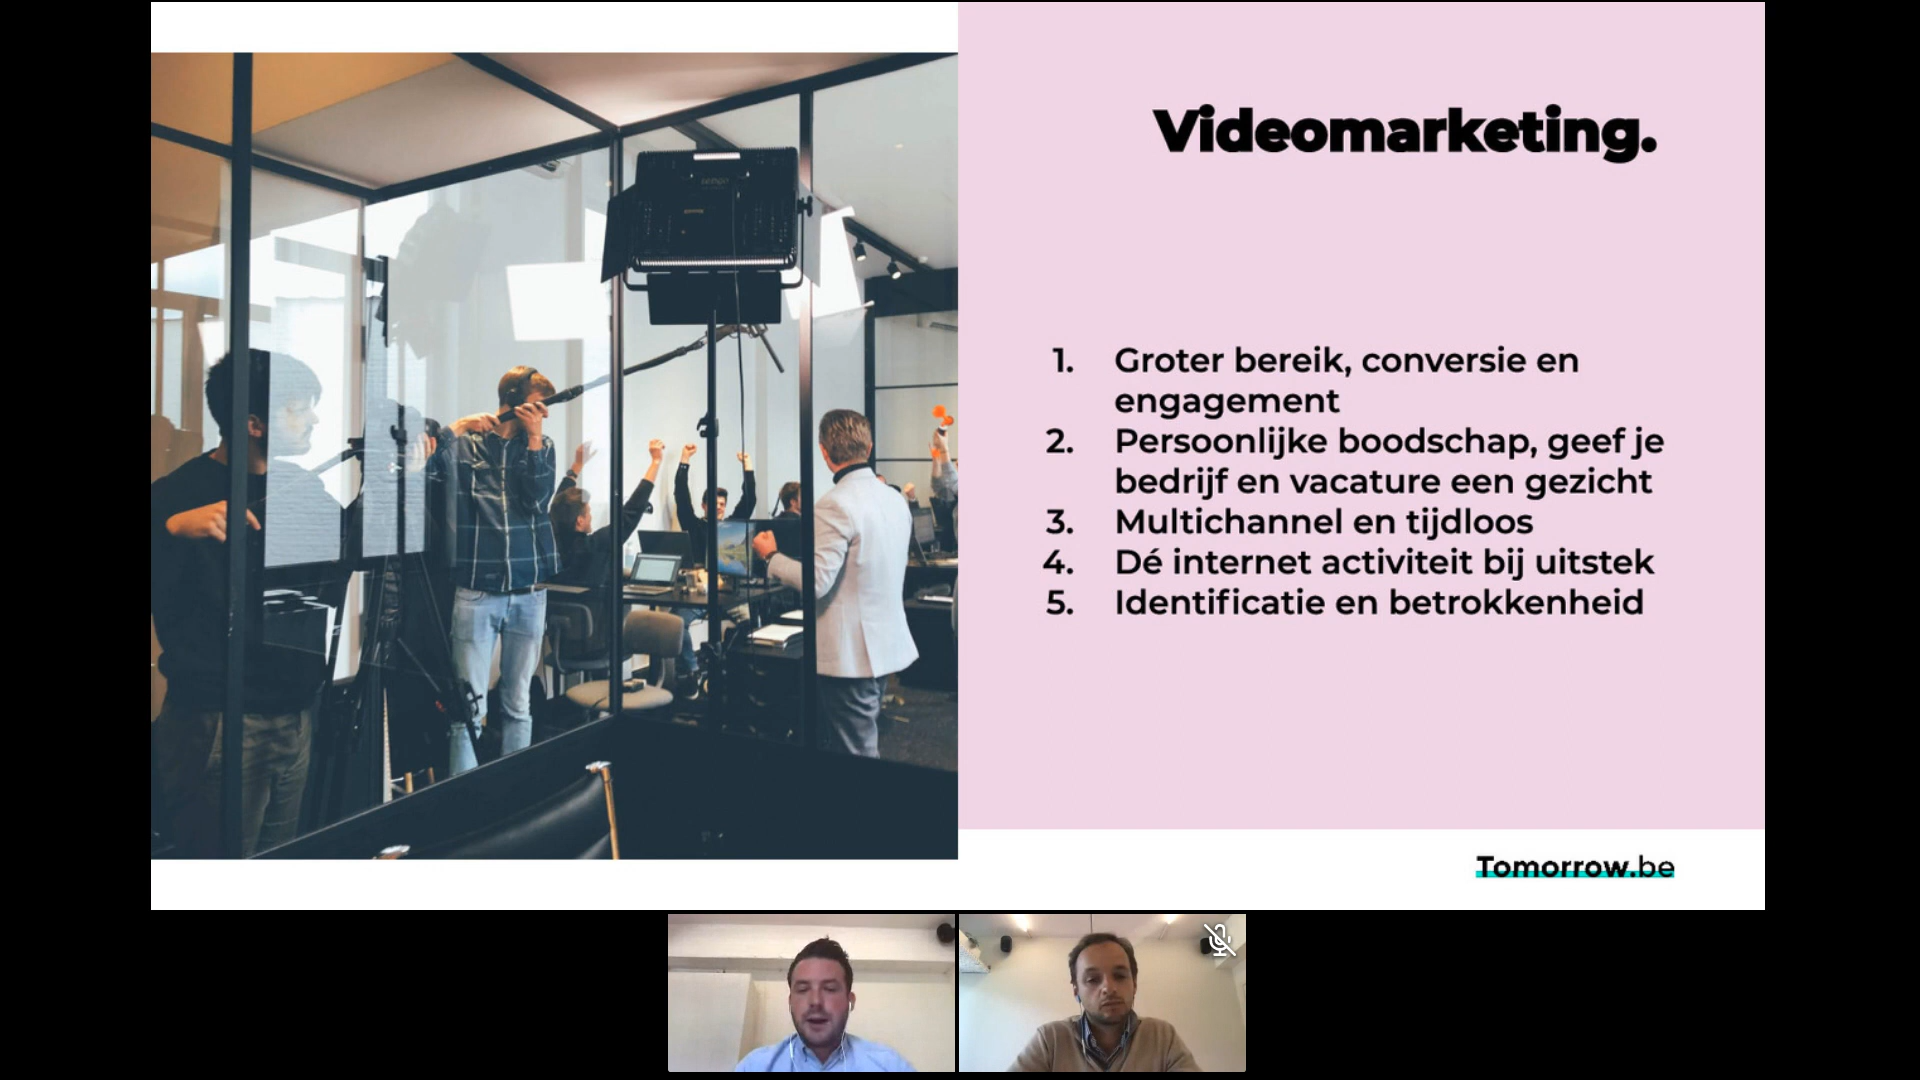 Videomarketing.
1. Groter bereik, conversie en
engagement
2. Persoonlijke boodschap, geef je
bedrijf en vacature een gezicht
3. Multichannel en tijdloos
4. Dé internet activiteit bij uitstek
5. Identificatie en betrokkenheid
Tomorrow.be